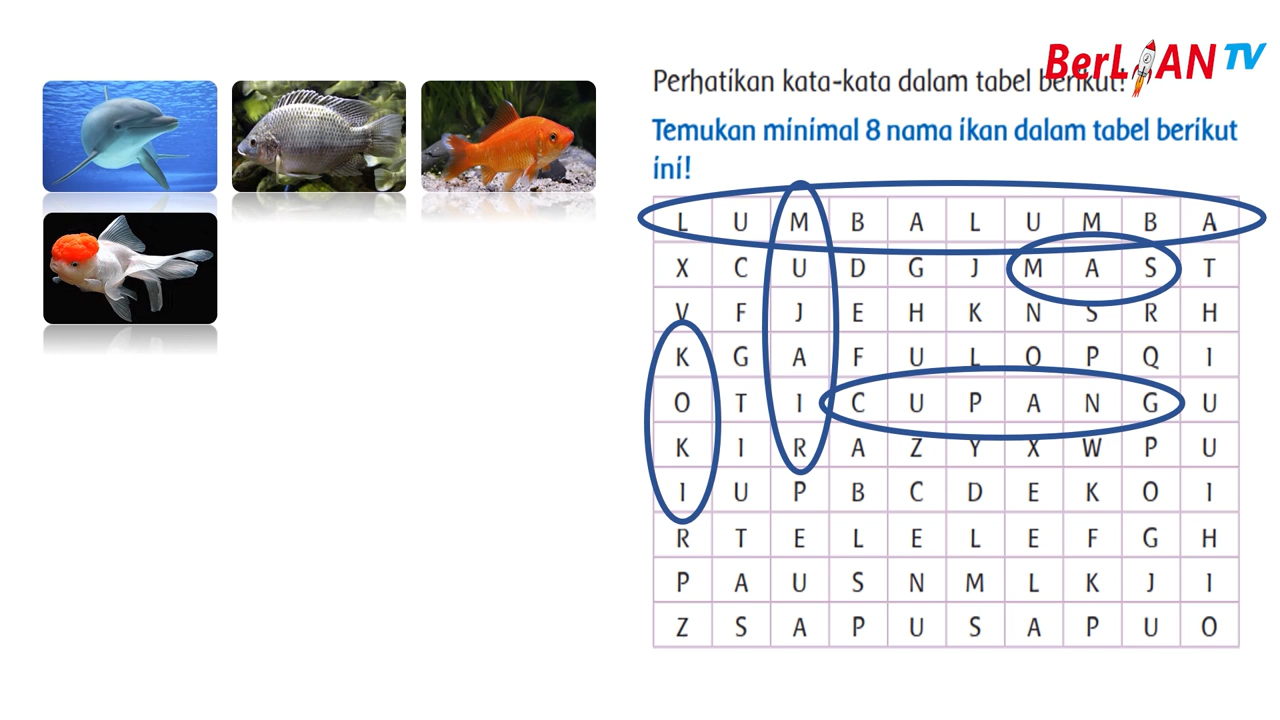 BerLIAN TV
Perhatikan kata-kata dalam tabel berikut!
Temukan minimal 8 nama ikan dalam tabel berikut
ini!
L U M B A L U M B A
X C U D G J M A S T
V F J E H K N S R H
K G A F U L O P Q I
O T I C U P A N G U
K I R A Z Y X W P U
I U P B C D E K O I
R T E L E L E F G H
P A U S N M L K J I
Z S A P U S A P U O